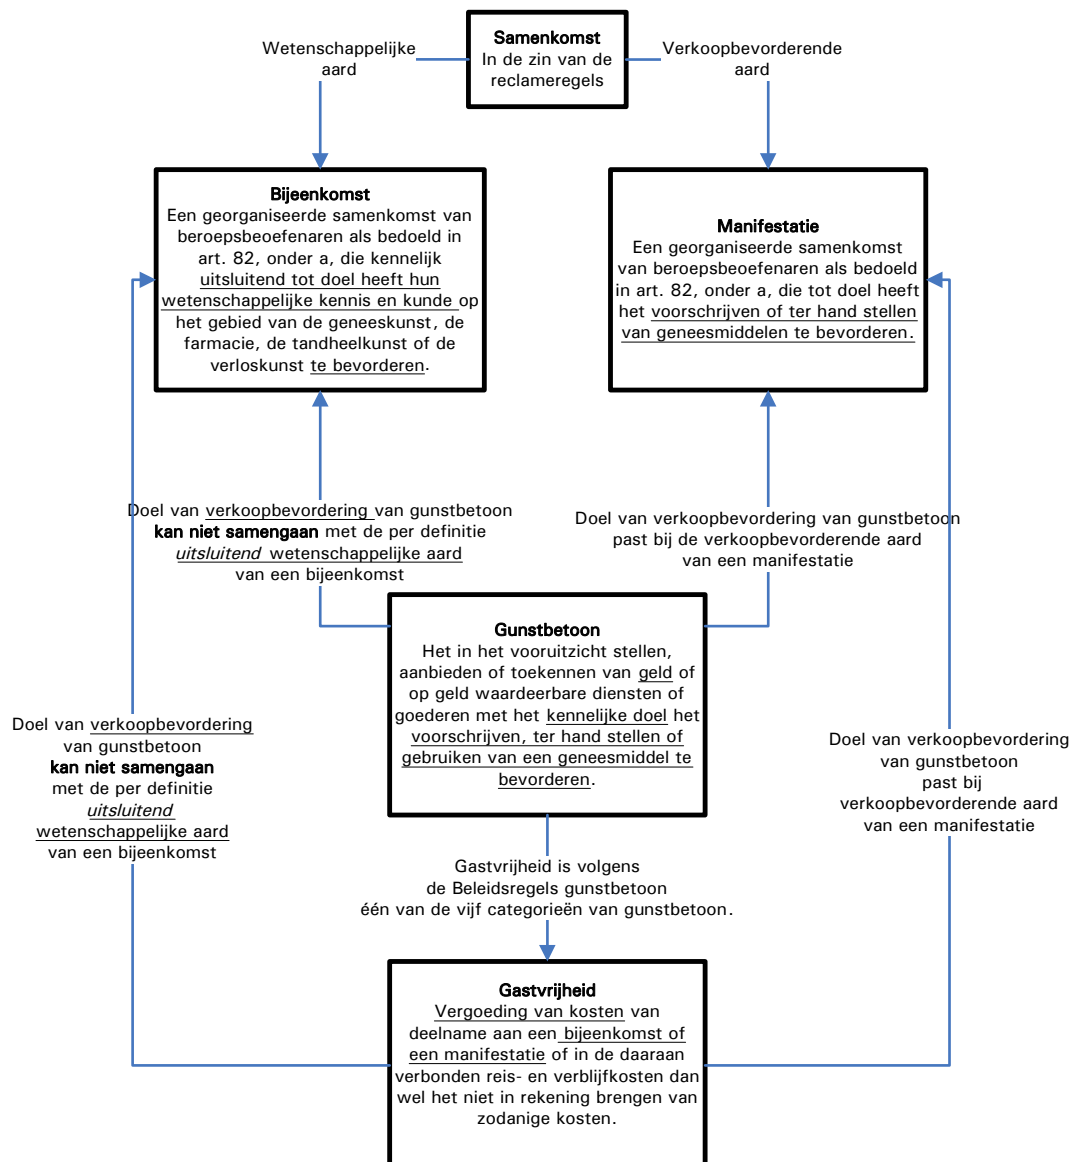 Samenkomst
In de zin van de
reclameregels
Wetenschappelijke
aard
Verkoopbevorderende
aard
Bijeenkomst
Een georganiseerde samenkomst van
beroepsbeoefenaren als bedoeld in
art. 82, onder a, die kennelijk
uitsluitend tot doel heeft hun
wetenschappelijke kennis en kunde op
het gebied van de geneeskunst, de
farmacie, de tandheelkunst of de
verloskunst te bevorderen.
Manifestatie
Een georganiseerde samenkomst
van beroepsbeoefenaren als bedoeld
in art. 82, onder a, die tot doel heeft
het voorschrijven of ter hand stellen
van geneesmiddelen te bevorderen.
Doel van verkoopbevordering van gunstbetoon
kan niet samengaan met de per definitie
uitsluitend wetenschappelijke aard
van een bijeenkomst
Doel van verkoopbevordering van gunstbetoon
past bij de verkoopbevorderende aard
van een manifestatie
Gunstbetoon
Het in het vooruitzicht stellen,
aanbieden of toekennen van geld of
op geld waardeerbare diensten of
goederen met het kennelijke doel het
voorschrijven, ter hand stellen of
gebruiken van een geneesmiddel te
bevorderen.
Doel van verkoopbevordering
van gunstbetoon
kan niet samengaan
met de per definitie
uitsluitend
wetenschappelijke aard
van een bijeenkomst
Doel van verkoopbevordering
van gunstbetoon
past bij
verkoopbevorderende aard
van een manifestatie
Gastvrijheid is volgens
de Beleidsregels gunstbetoon
één van de vijf categorieën van gunstbetoon.
Gastvrijheid
Vergoeding van kosten van
deelname aan een bijeenkomst of
een manifestatie of in de daaraan
verbonden reis- en verblijfkosten dan
wel het niet in rekening brengen van
zodanige kosten.